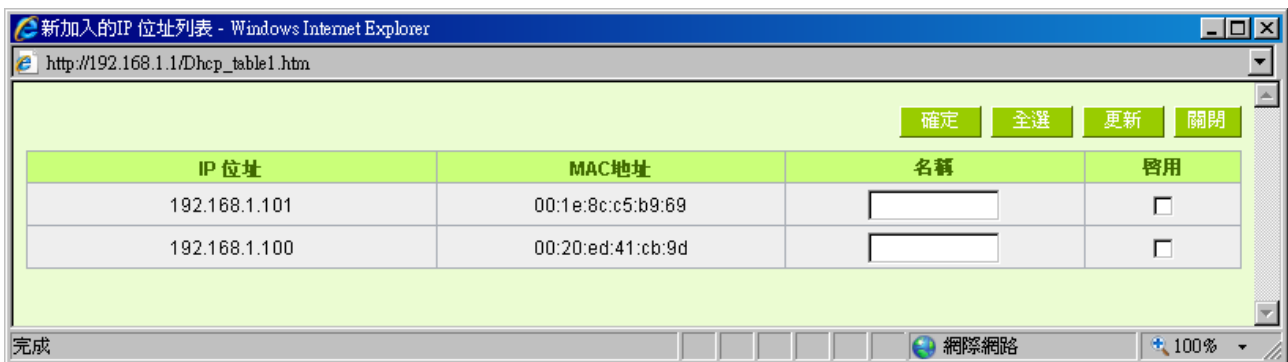 新加入的IP 位址列表 - Windows Internet Explorer
http://192.168.1.1/Dhcp_table1.htm
確定 全選 更新 關閉
IP 位址 MAC地址 名稱 啓用
192.168.1.101 00:1e:8c:c5:b9:69
192.168.1.100 00:20:ed:41:cb:9d
完成 網際網路 100%